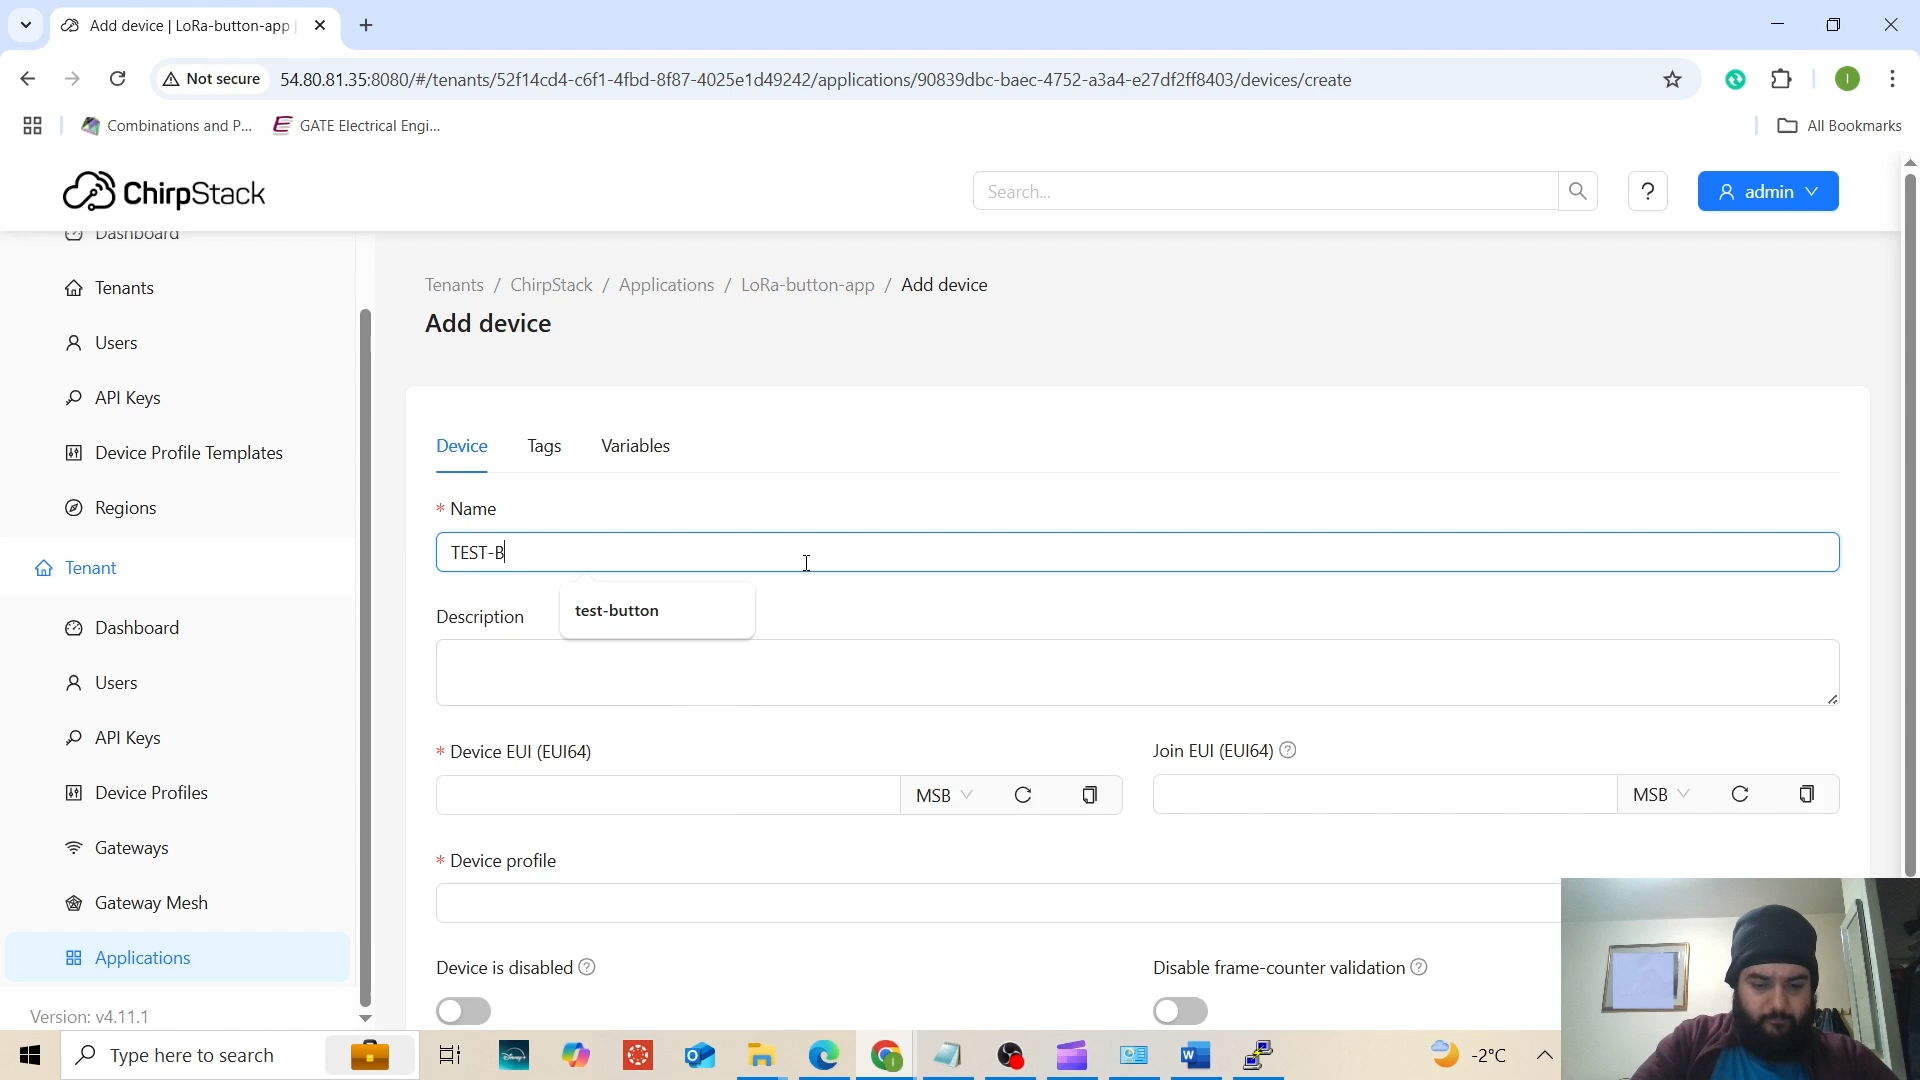 Add device | LoRa-button-app
Not secure
54.80.81.35:8080/#/tenants/52f14cd4-c6f1-4fbd-8f87-4025e1d49242/applications/90839dbc-baec-4752-a3a4-e27df2ff8403/devices/create
I
Combinations and P...
GATE Electrical Engi...
All Bookmarks
ChirpStack
Search...
?
admin
Dashboard
Tenants
Users
API Keys
Device Profile Templates
Regions
Tenant
Dashboard
Users
API Keys
Device Profiles
Gateways
Gateway Mesh
Applications
Version: v4.11.1
Tenants / ChirpStack / Applications / LoRa-button-app / Add device
Add device
Device Tags Variables
* Name
TEST-B
test-button
Description
* Device EUI (EUI64)
MSB
Join EUI (EUI64)
MSB
* Device profile
Device is disabled
Disable frame-counter validation
Type here to search
-2°C